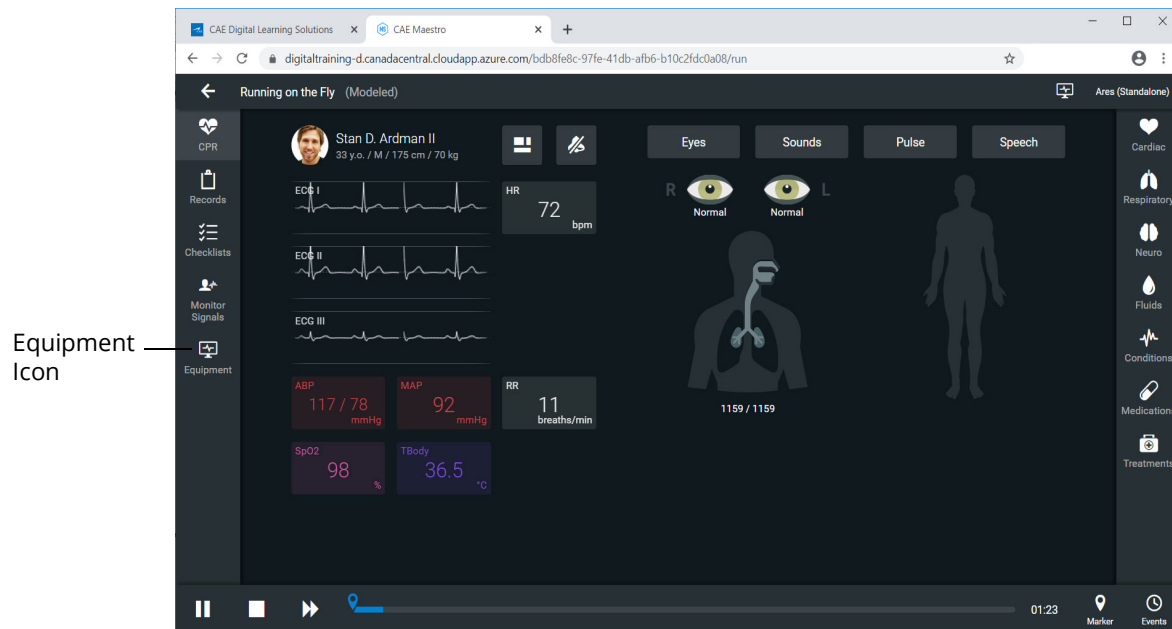 CAE Digital Learning Solutions
CAE Maestro
digitaltraining-d.canadacentral.cloudapp.azure.com/bdb8fe8c-97fe-41db-afb6-b10c2fdc0a08/run
Running on the Fly (Modeled)
Ares (Standalone)
CPR
Records
Checklists
Monitor
Signals
Equipment
Equipment
Icon
Stan D. Ardman II
33 y.o. / M / 175 cm / 70 kg
ECG I
HR
72
bpm
ECG II
ECG III
ABP
117 / 78
mmHg
MAP
92
mmHg
RR
11
breaths/min
SpO2
98
%
TBody
36.5
°C
Eyes
Sounds
Pulse
Speech
R
L
Normal
Normal
1159 / 1159
Cardiac
Respiratory
Neuro
Fluids
Conditions
Medication
Treatments
01:23
Marker
Events